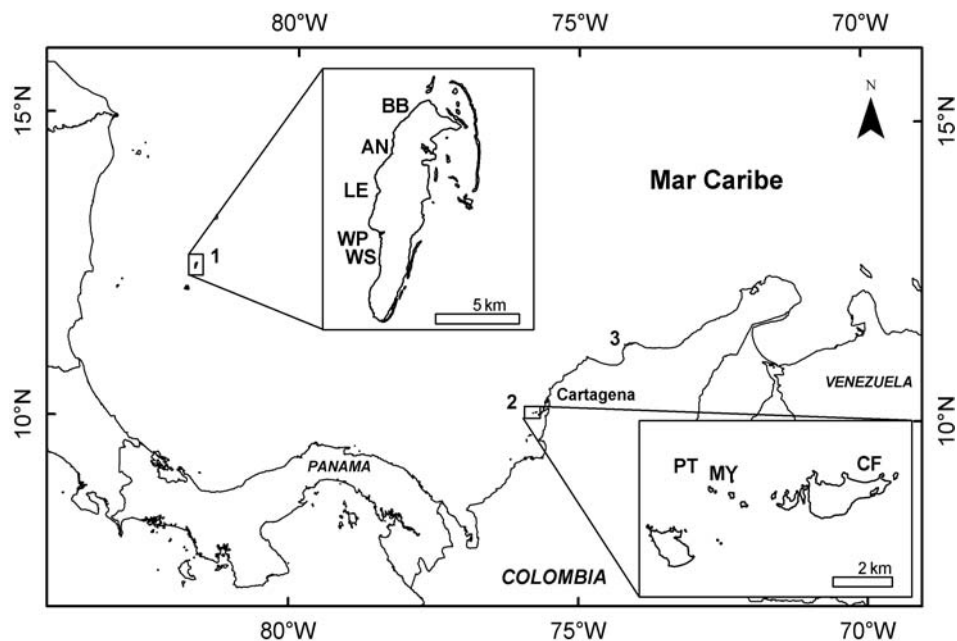 80°W 75°W 70°W
15°N
15°N
N
BB
AN
LE
WP
WS
5 km
Mar Caribe
1
3
Cartagena
2
VENEZUELA
10°N
10°N
PANAMA
COLOMBIA
PT MY CF
2 km
80°W 75°W 70°W